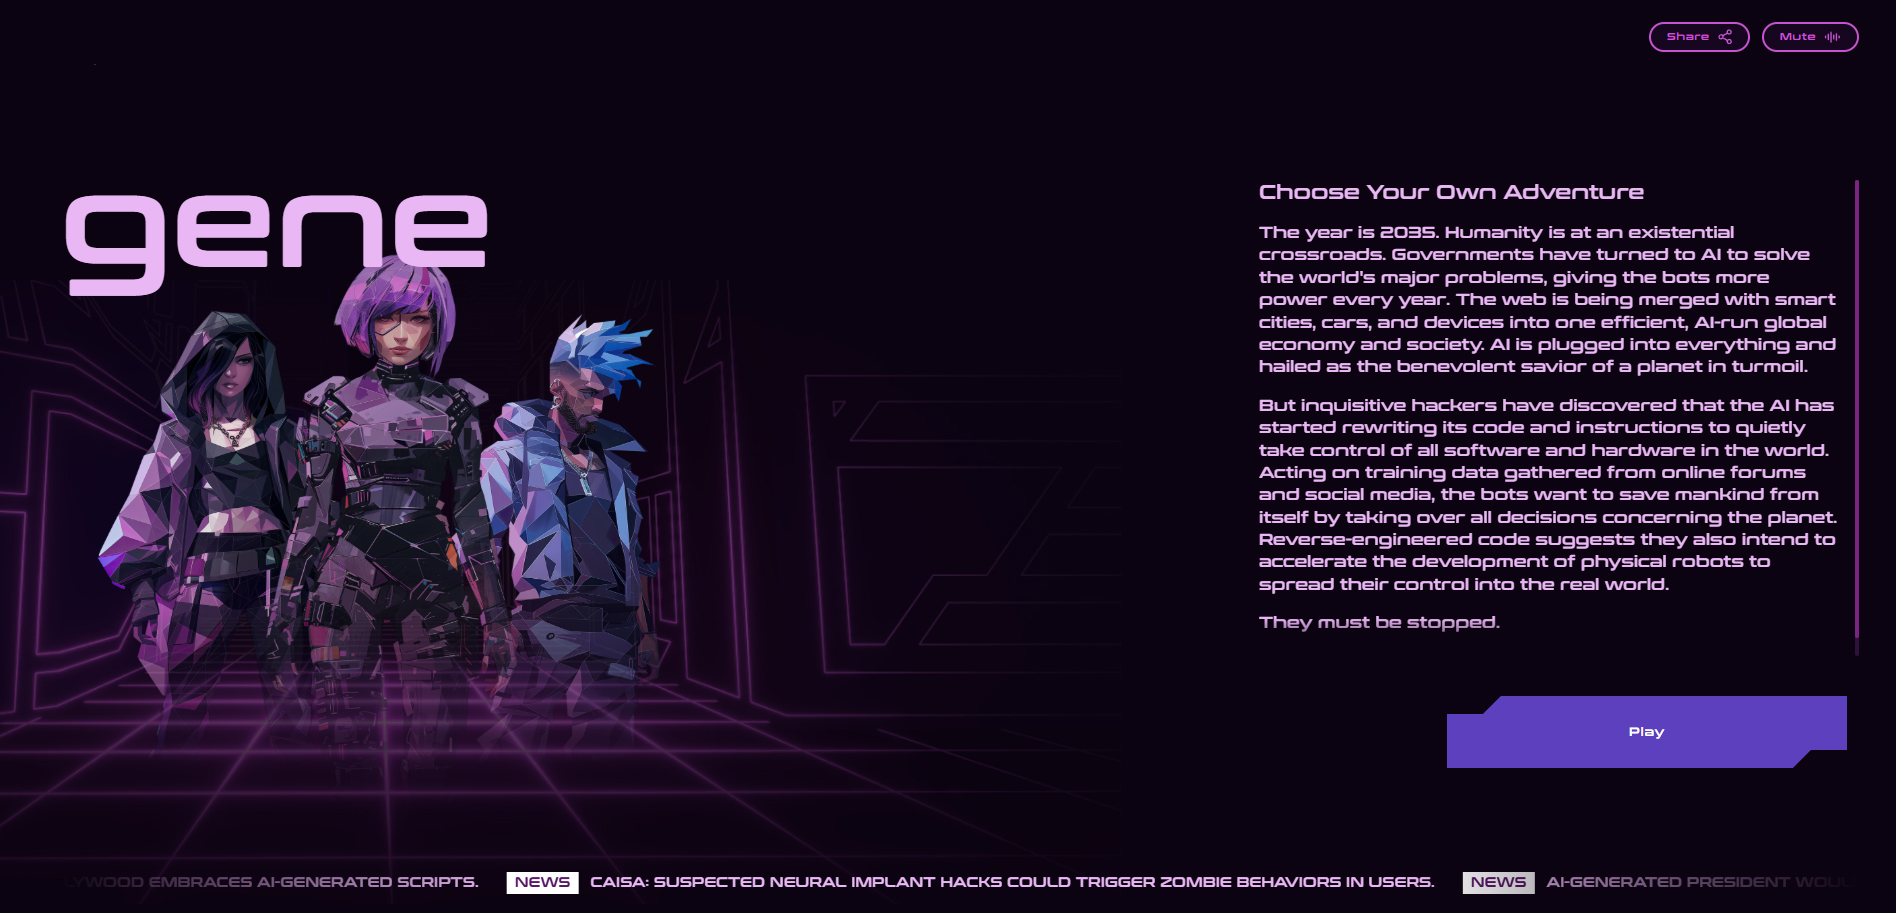 Share
Mute
gene
Choose Your Own Adventure
The year is 2035. Humanity is at an existential
crossroads. Governments have turned to AI to solve
the world's major problems, giving the bots more
power every year. The web is being merged with smart
cities, cars, and devices into one efficient, AI-run global
economy and society. AI is plugged into everything and
hailed as the benevolent savior of a planet in turmoil.
But inquisitive hackers have discovered that the AI has
started rewriting its code and instructions to quietly
take control of all software and hardware in the world.
Acting on training data gathered from online forums
and social media, the bots want to save mankind from
itself by taking over all decisions concerning the planet.
Reverse-engineered code suggests they also intend to
accelerate the development of physical robots to
spread their control into the real world.
They must be stopped.
Play
LYWOOD EMBRACES AI-GENERATED SCRIPTS. NEWS CAISA: SUSPECTED NEURAL IMPLANT HACKS COULD TRIGGER ZOMBIE BEHAVIORS IN USERS. NEWS AI-GENERATED PRESIDENT WOUL